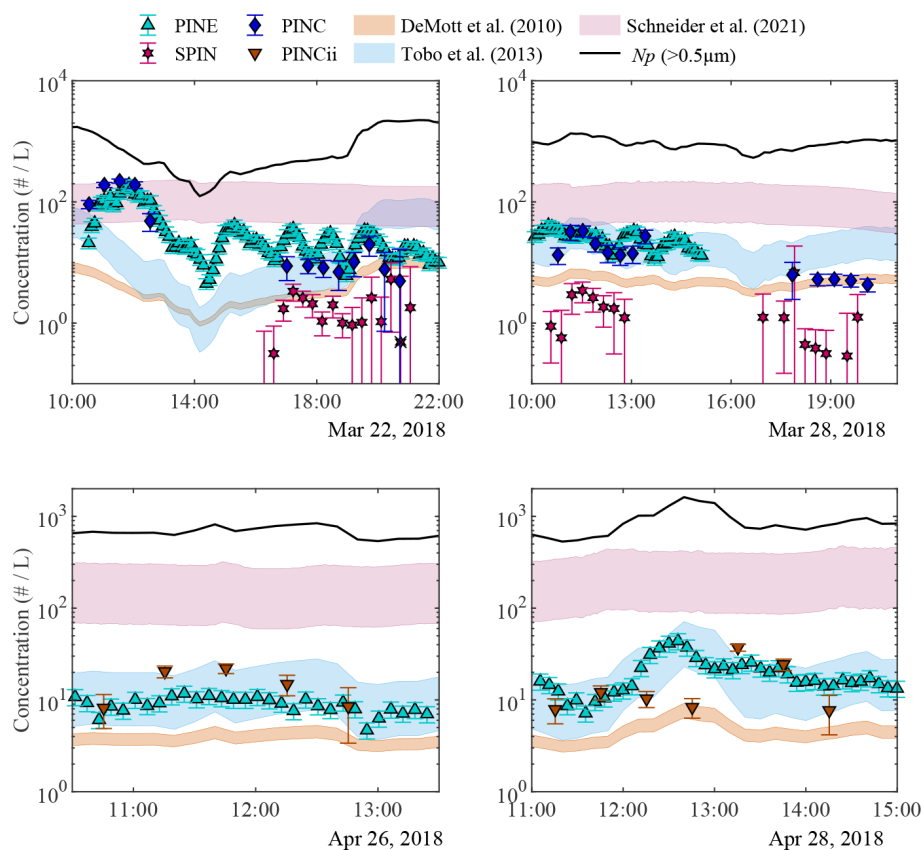 PINE PINC DeMott et al. (2010) Schneider et al. (2021)
SPIN PINCii Tobo et al. (2013) Np (>0.5μm)
Concentration (# / L)
10⁴
10²
10⁰
10:00 14:00 18:00 22:00
Mar 22, 2018
10⁴
10²
10⁰
10:00 13:00 16:00 19:00
Mar 28, 2018
Concentration (# / L)
10³
10²
10¹
10⁰
11:00 12:00 13:00
Apr 26, 2018
10³
10²
10¹
10⁰
11:00 12:00 13:00 14:00 15:00
Apr 28, 2018